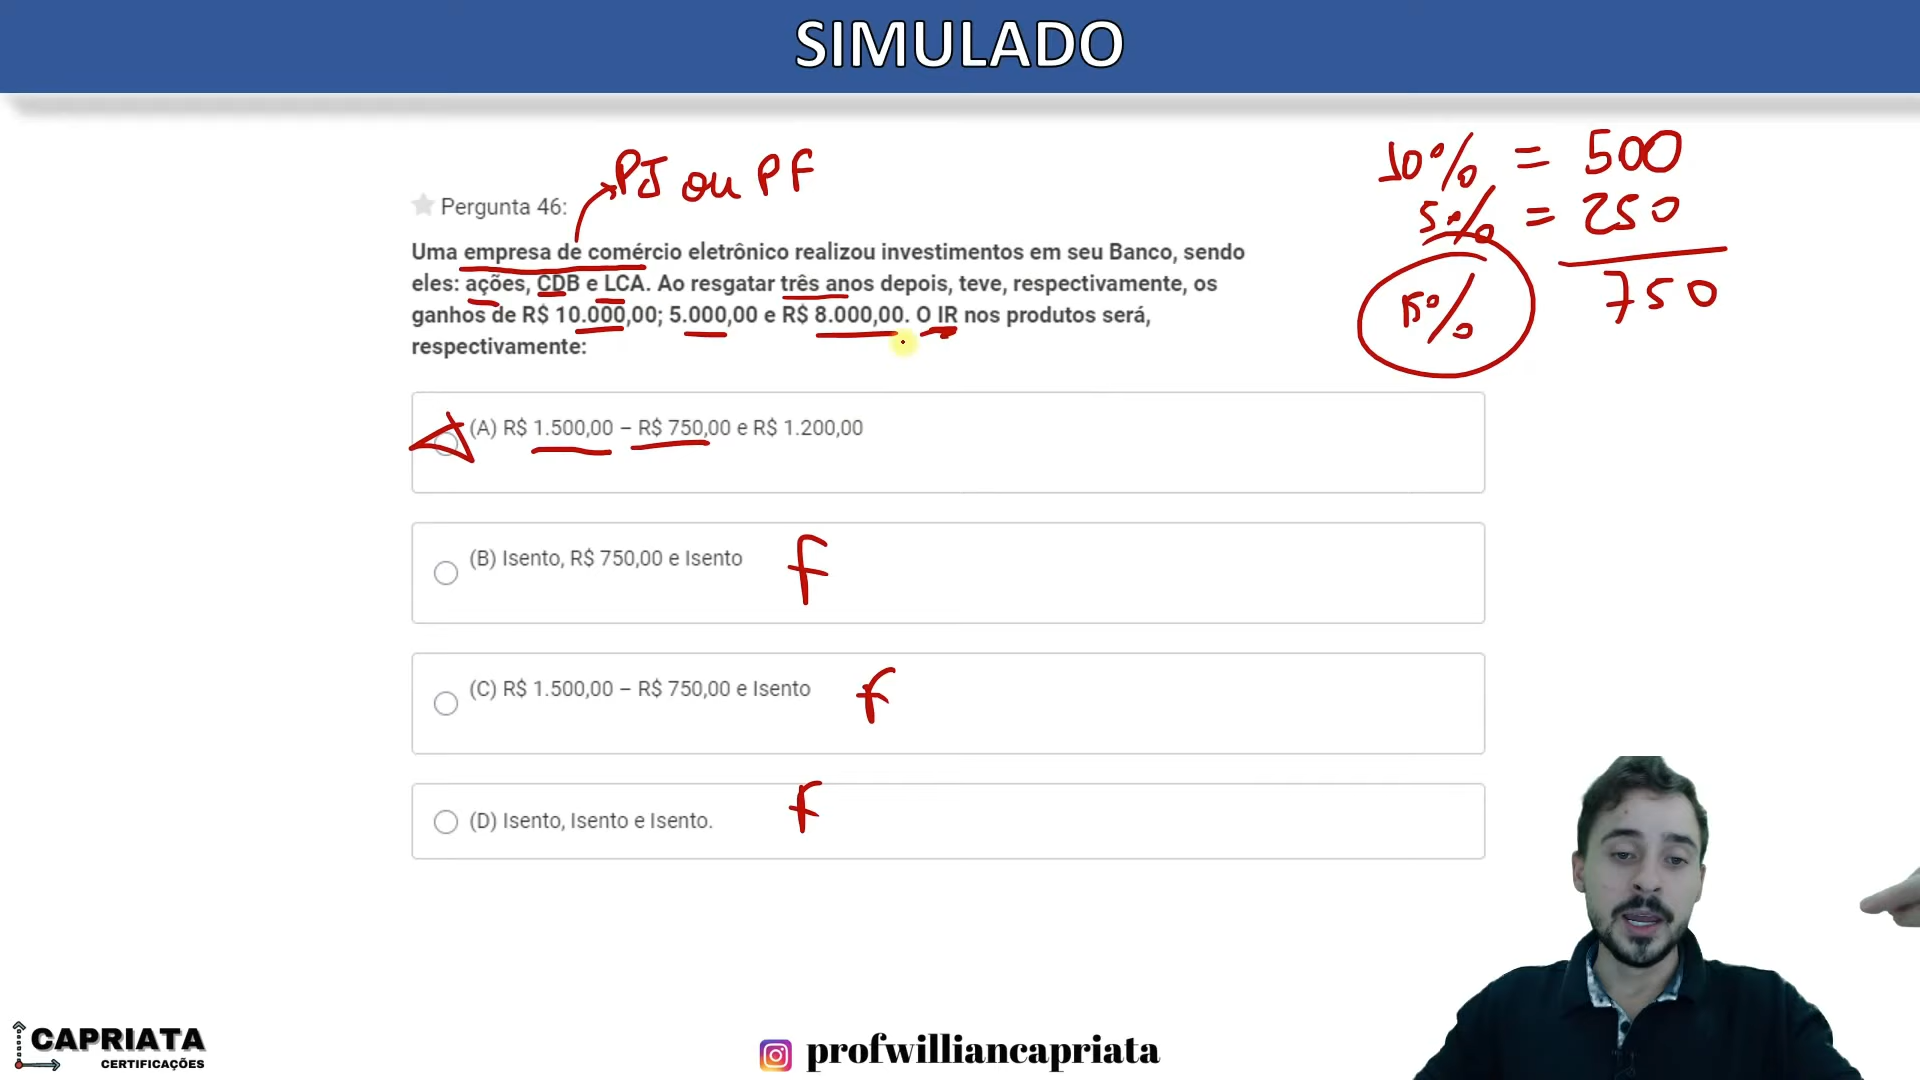 SIMULADO
10% = 500
5% = 250
15%
750
PJ ou PF
Pergunta 46:
Uma empresa de comércio eletrônico realizou investimentos em seu Banco, sendo
eles: ações, CDB e LCA. Ao resgatar três anos depois, teve, respectivamente, os
ganhos de R$ 10.000,00; 5.000,00 e R$ 8.000,00. O IR nos produtos será,
respectivamente:
(A) R$ 1.500,00 – R$ 750,00 e R$ 1.200,00
(B) Isento, R$ 750,00 e Isento
f
(C) R$ 1.500,00 – R$ 750,00 e Isento
f
(D) Isento, Isento e Isento.
f
CAPRIATA
CERTIFICAÇÕES
profwilliancapriata